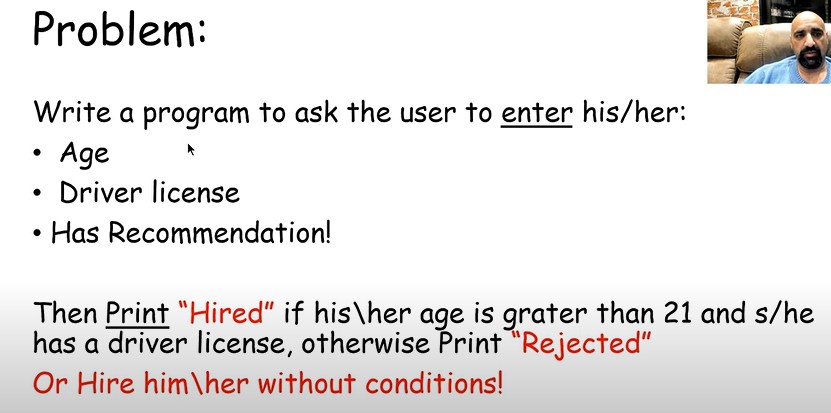 Problem:
Write a program to ask the user to enter his/her:
• Age
• Driver license
• Has Recommendation!
Then Print “Hired” if his\her age is grater than 21 and s/he
has a driver license, otherwise Print “Rejected”
Or Hire him\her without conditions!